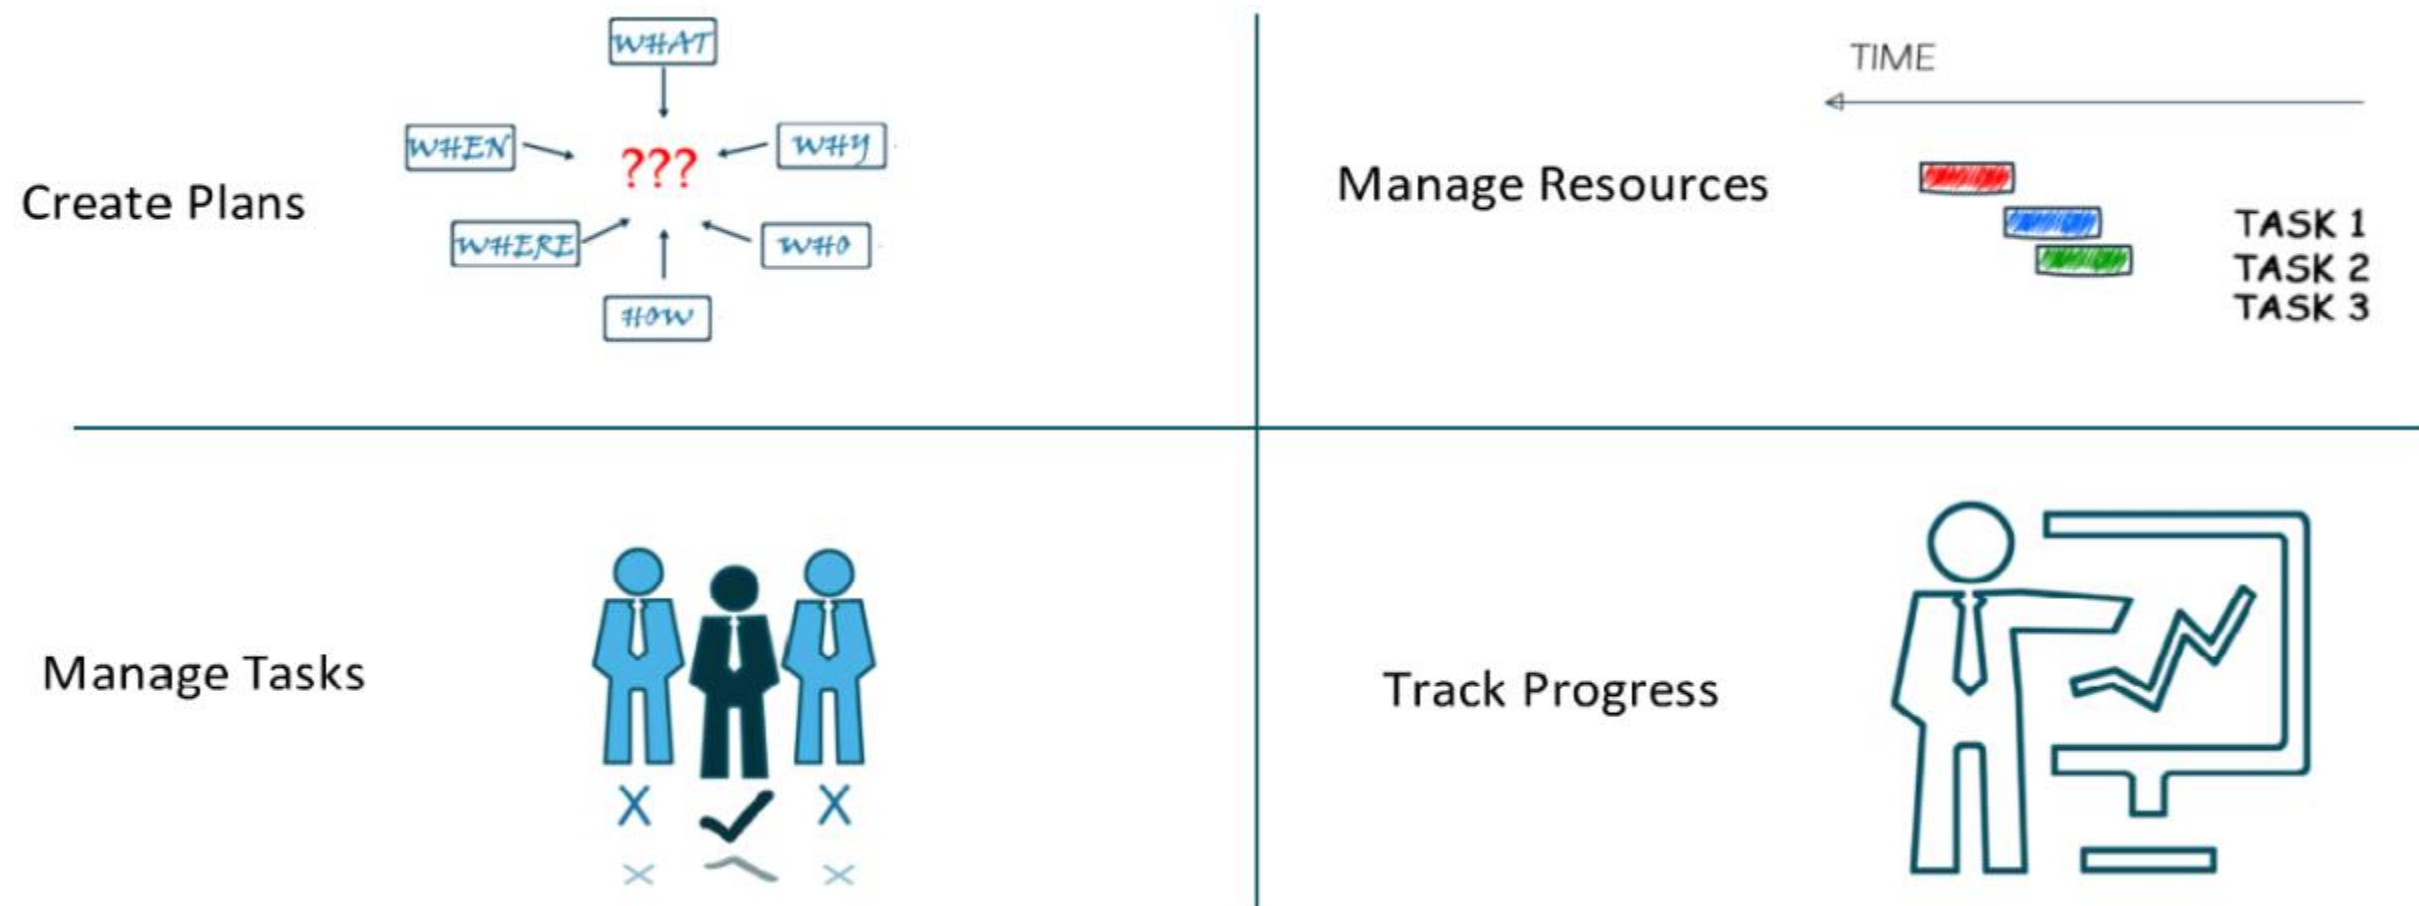 Create Plans
WHAT
WHEN
???
WHY
WHERE
WHO
HOW
Manage Resources
TIME
TASK 1
TASK 2
TASK 3
Manage Tasks
X
X
Track Progress